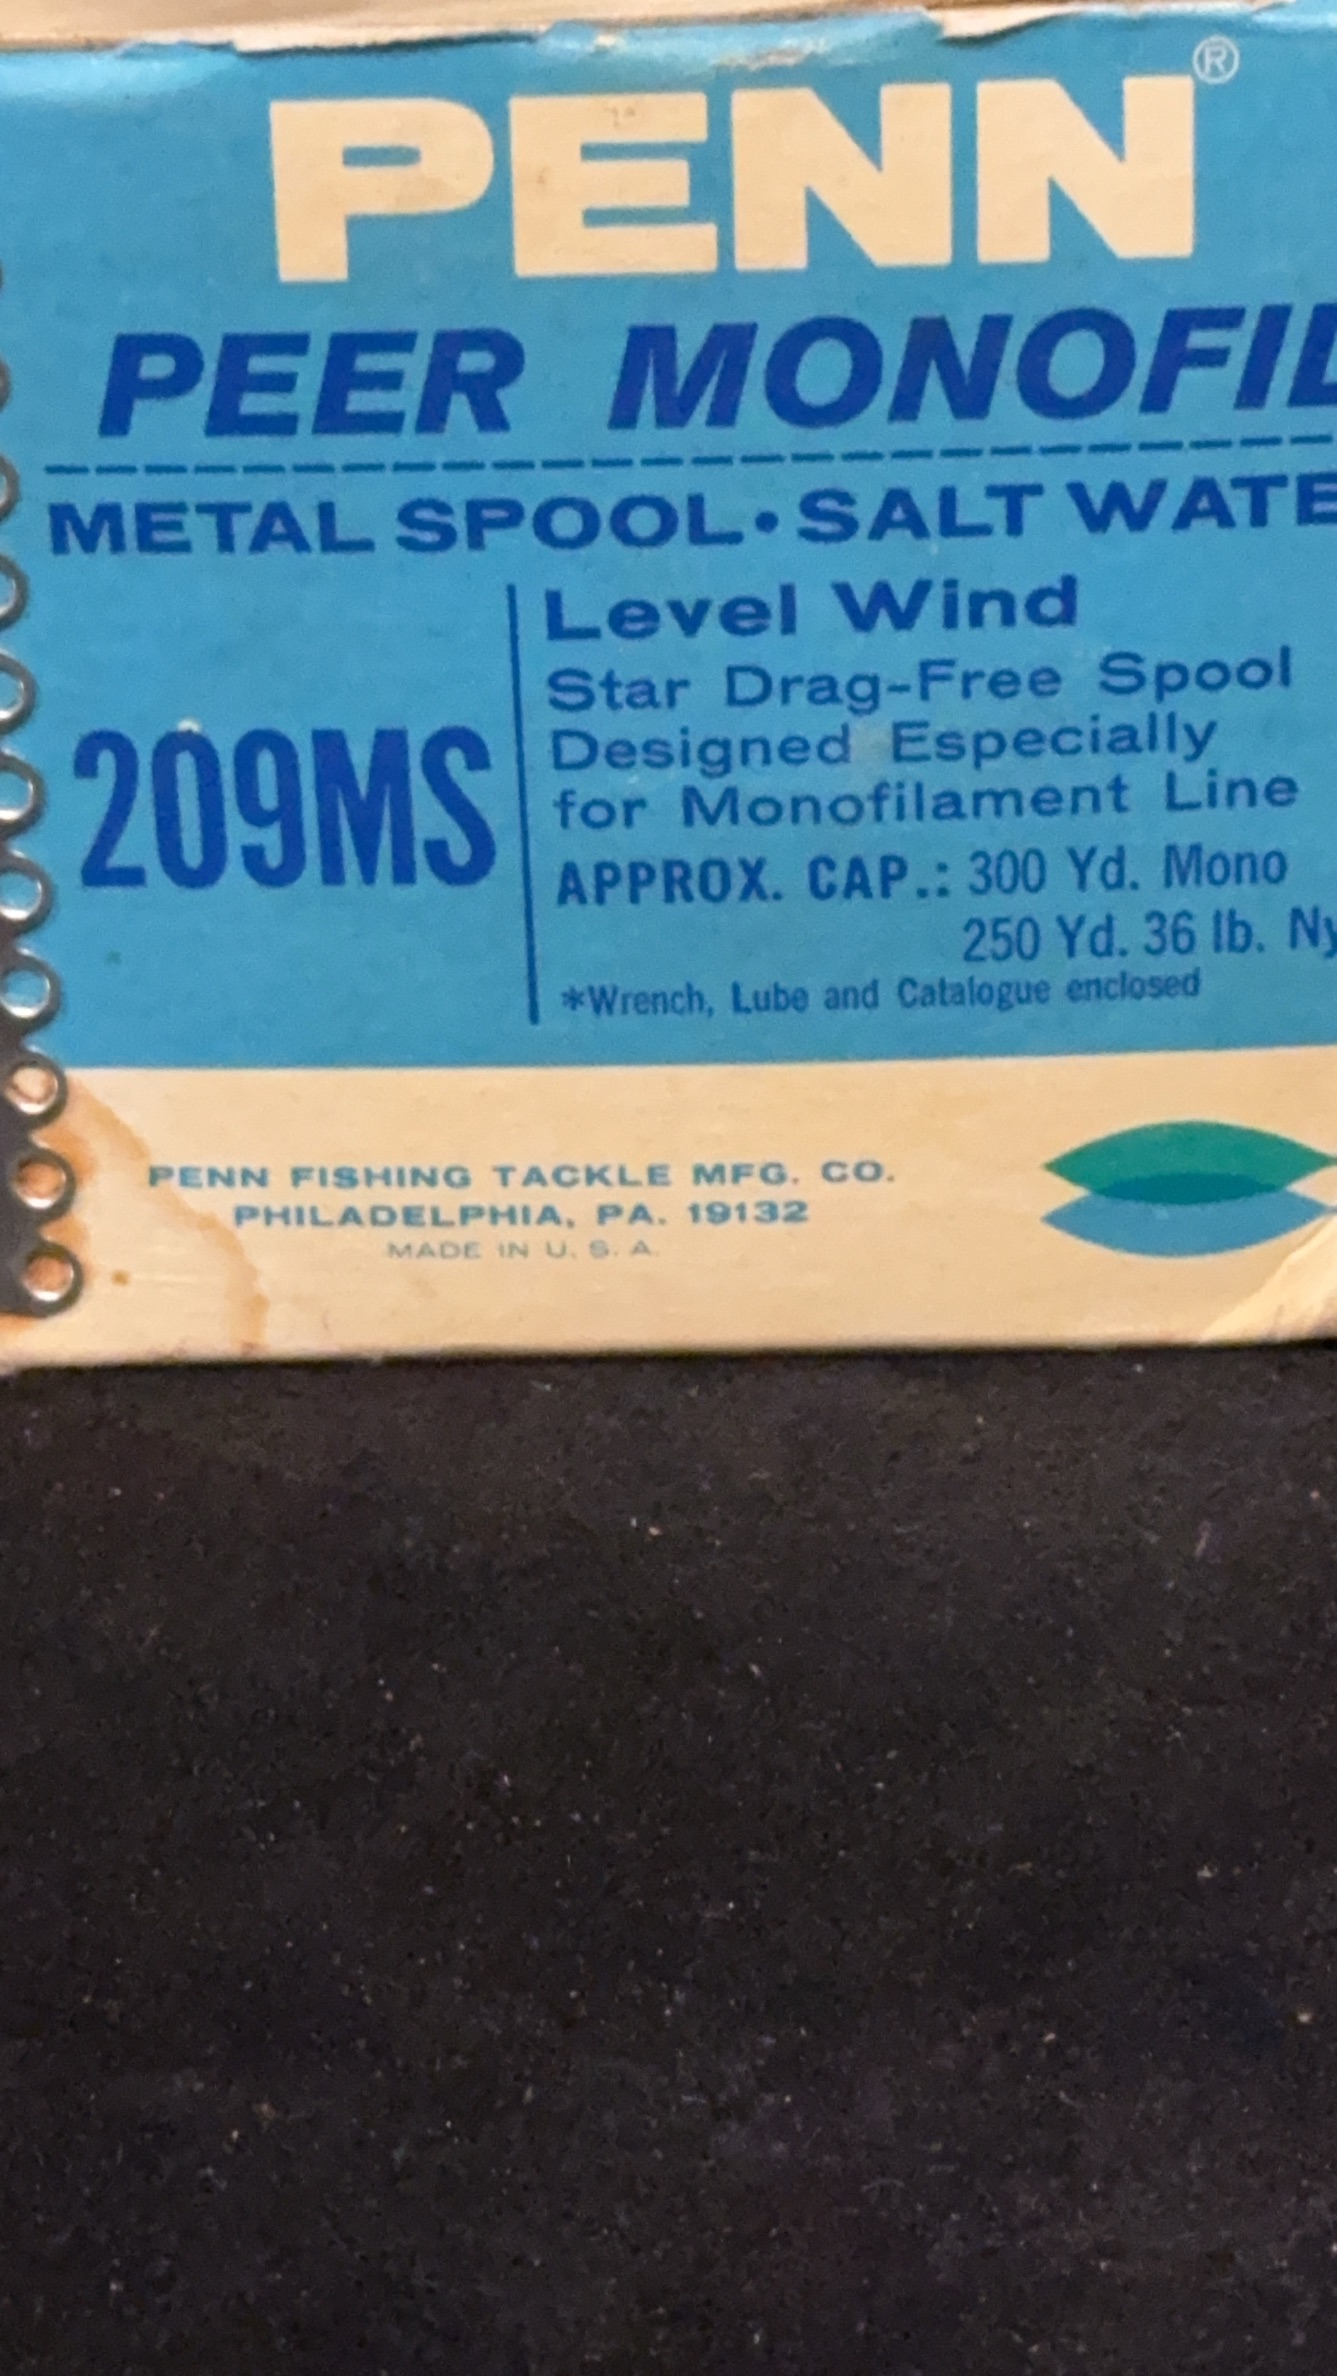 PENN®
PEER MONOFIL
METAL SPOOL • SALT WATE
209MS
Level Wind
Star Drag-Free Spool
Designed Especially
for Monofilament Line
APPROX. CAP.: 300 Yd. Mono
250 Yd. 36 lb. Ny
*Wrench, Lube and Catalogue enclosed
PENN FISHING TACKLE MFG. CO.
PHILADELPHIA, PA. 19132
MADE IN U. S. A.